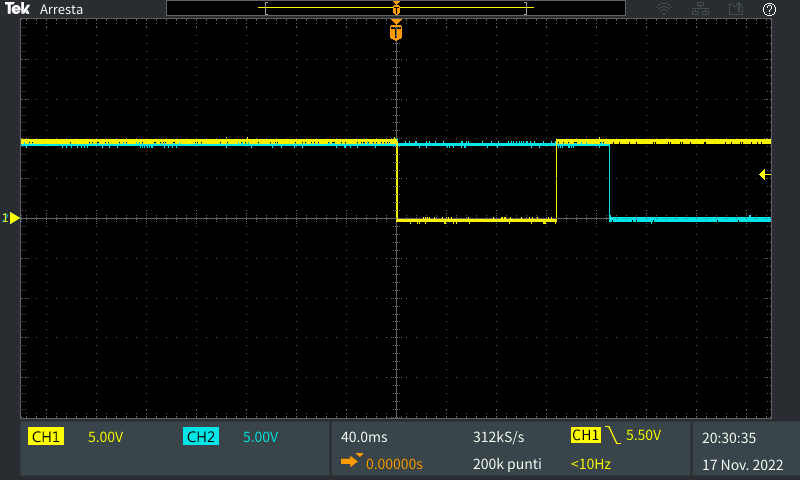 Tek Arresta
T
?
T
1
CH1 5.00V CH2 5.00V 40.0ms 312kS/s CH1 5.50V 20:30:35
0.00000s 200k punti <10Hz 17 Nov. 2022